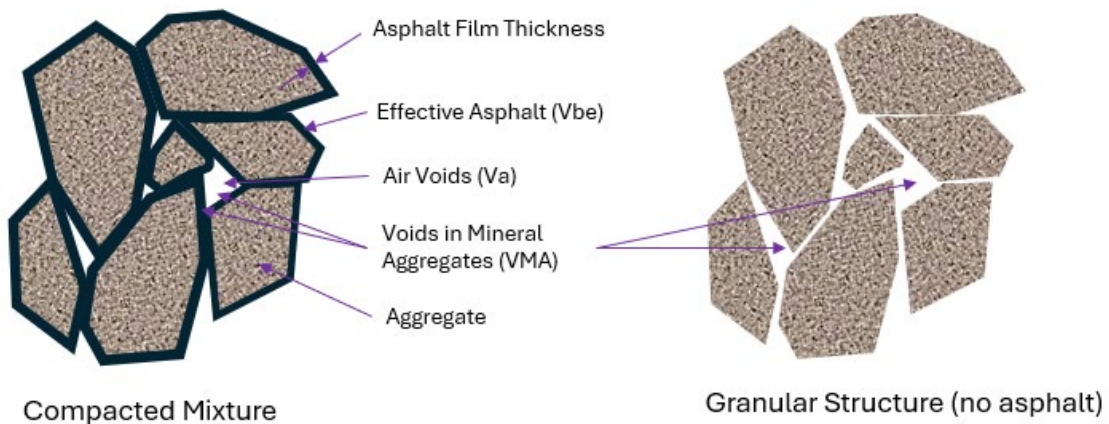 Asphalt Film Thickness
Effective Asphalt (Vbe)
Air Voids (Va)
Voids in Mineral
Aggregates (VMA)
Aggregate
Compacted Mixture
Granular Structure (no asphalt)